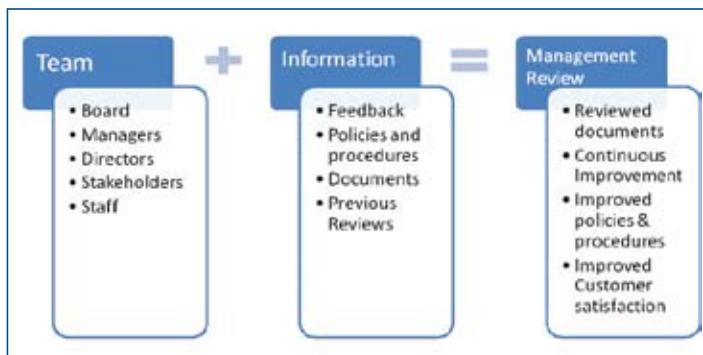 Team
• Board
• Managers
• Directors
• Stakeholders
• Staff
+
Information
• Feedback
• Policies and
procedures
• Documents
• Previous
Reviews
=
Management
Review
• Reviewed
documents
• Continuous
Improvement
• Improved
policies &
procedures
• Improved
Customer
satisfaction